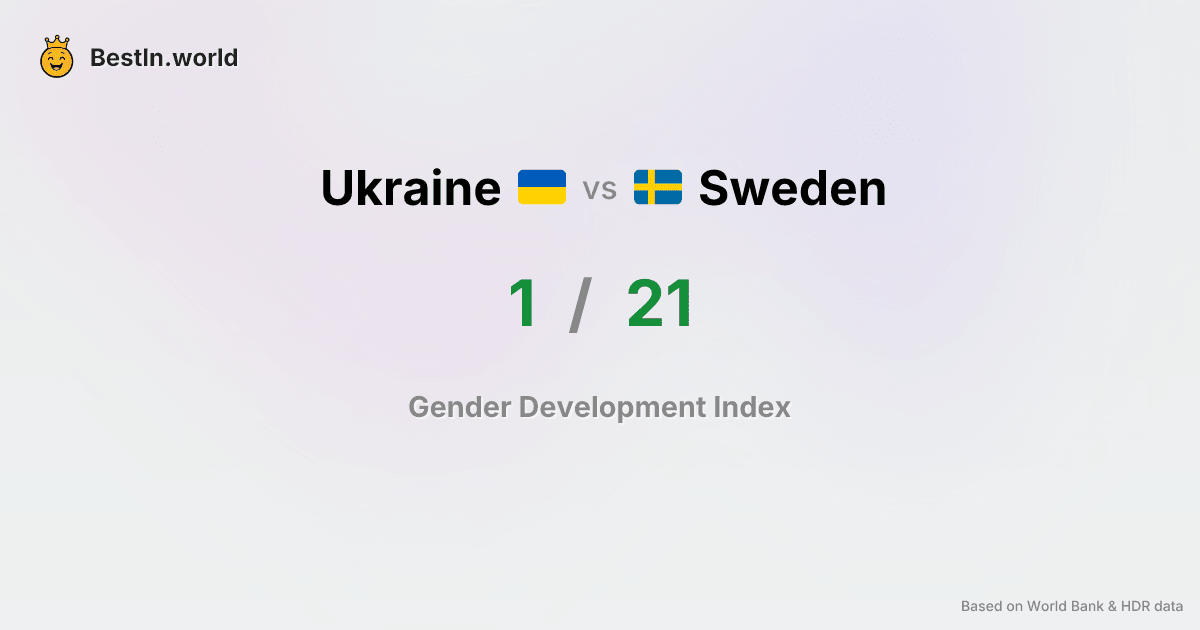 BestIn.world
Ukraine vs Sweden
1 / 21
Gender Development Index
Based on World Bank & HDR data